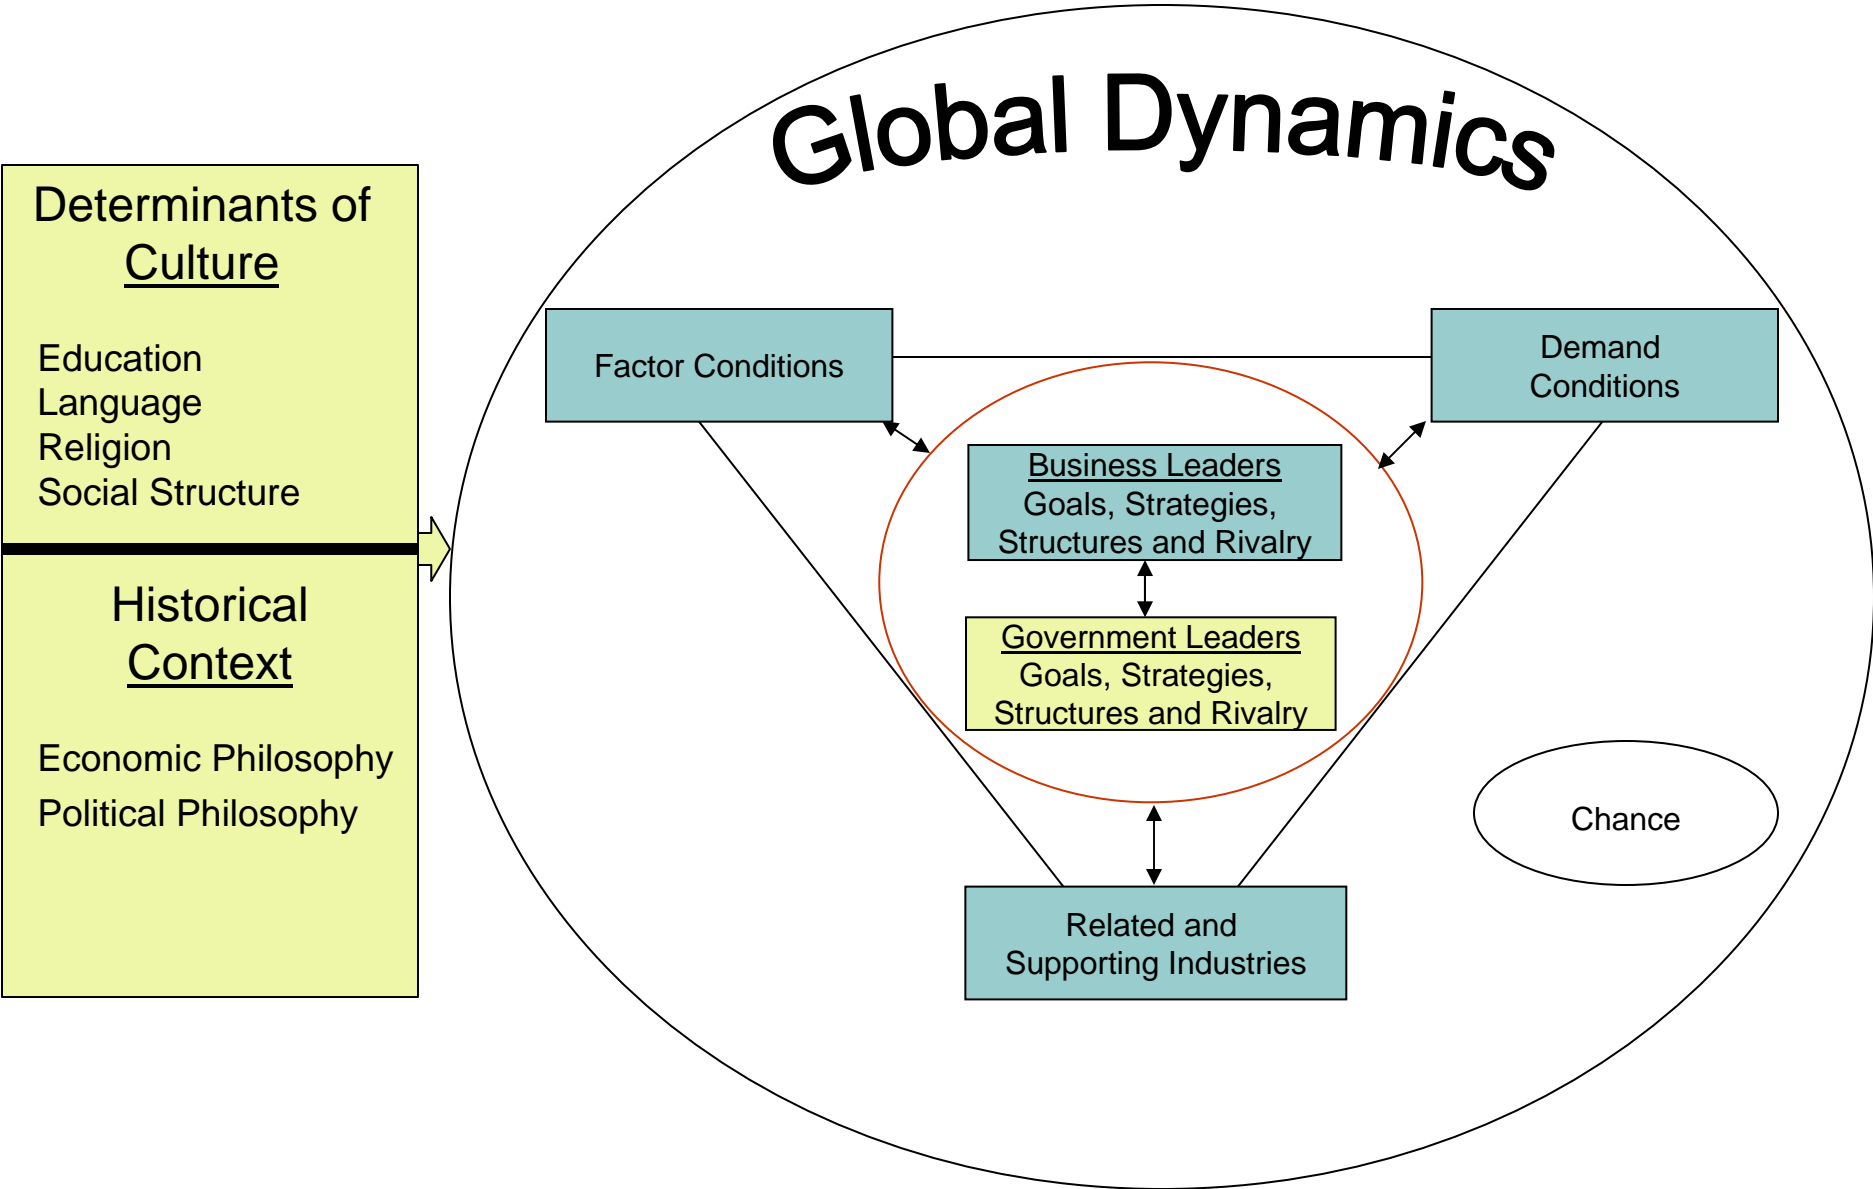 Global Dynamics
Determinants of
Culture
Education
Language
Religion
Social Structure
Historical
Context
Economic Philosophy
Political Philosophy
Factor Conditions
Demand
Conditions
Business Leaders
Goals, Strategies,
Structures and Rivalry
Government Leaders
Goals, Strategies,
Structures and Rivalry
Chance
Related and
Supporting Industries